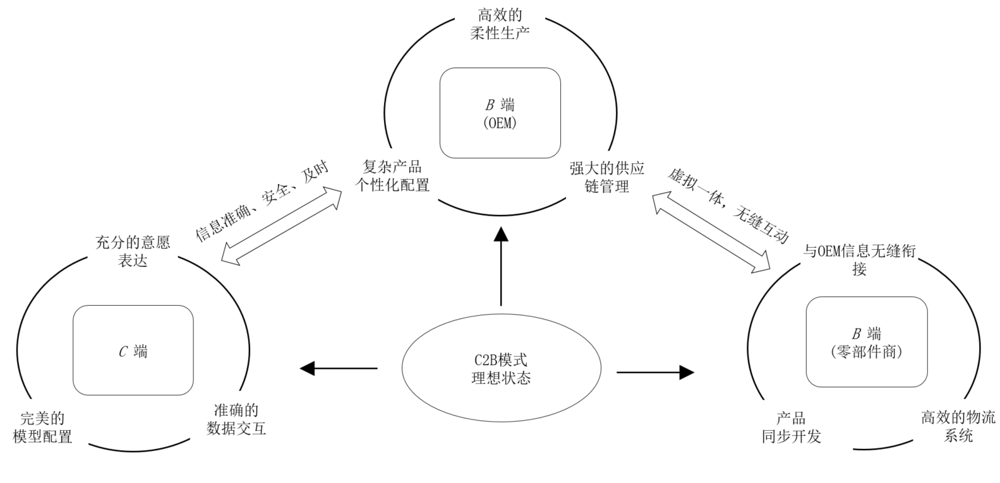 高效的
柔性生产
B 端
(OEM)
复杂产品
个性化配置
强大的供应
链管理
信息准确、安全、及时
虚拟一体，无缝互动
充分的意愿
表达
C 端
完美的
模型配置
准确的
数据交互
C2B模式
理想状态
与OEM信息无缝衔
接
B 端
(零部件商)
产品
同步开发
高效的物流
系统